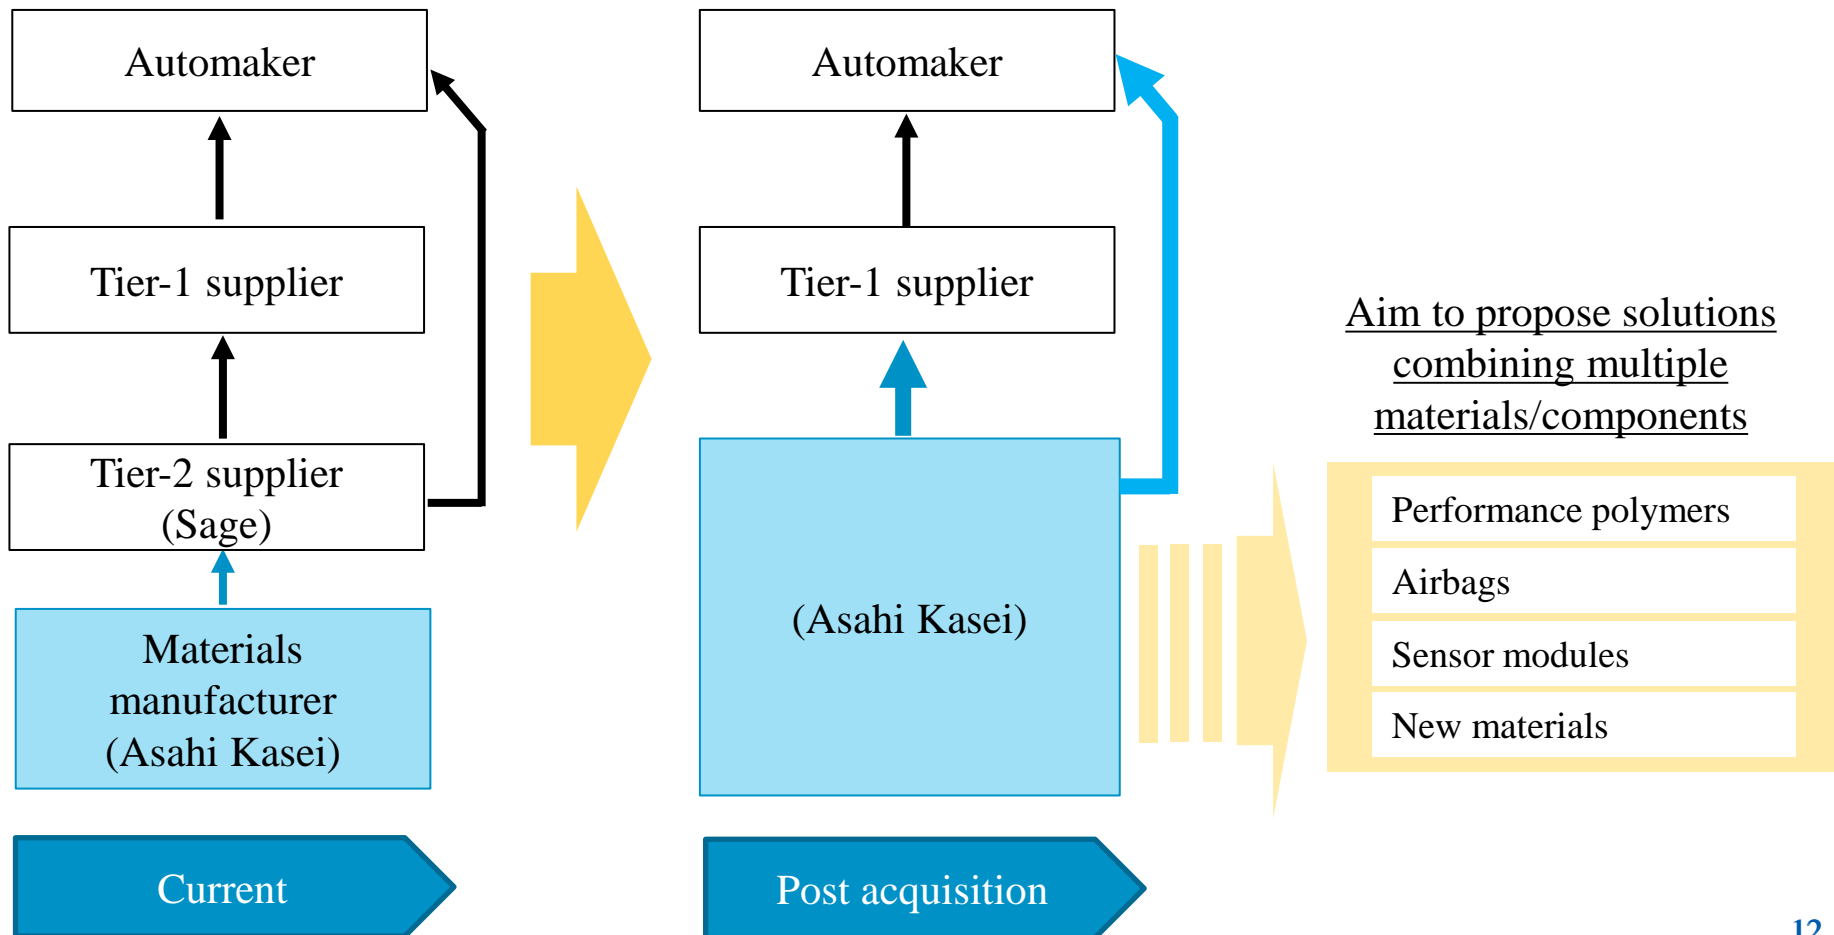 Automaker
Tier-1 supplier
Tier-2 supplier
(Sage)
Materials
manufacturer
(Asahi Kasei)
Current
Automaker
Tier-1 supplier
(Asahi Kasei)
Post acquisition
Aim to propose solutions
combining multiple
materials/components
Performance polymers
Airbags
Sensor modules
New materials
12